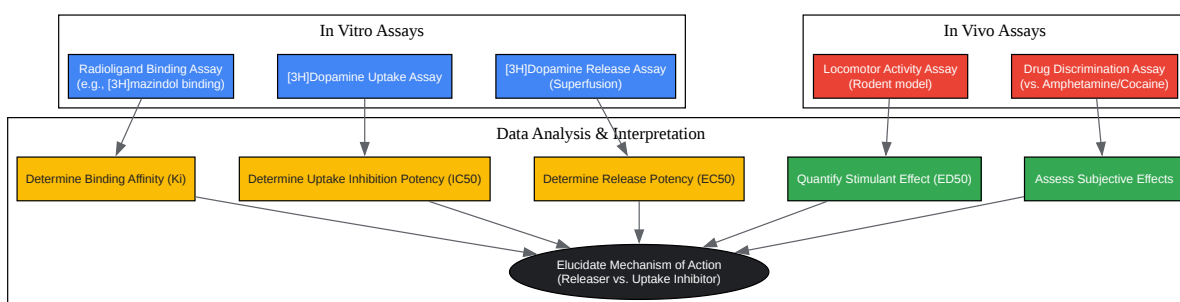 In Vitro Assays
In Vivo Assays
Radioligand Binding Assay
(e.g., [3H]mazindol binding)
[3H]Dopamine Uptake Assay
[3H]Dopamine Release Assay
(Superfusion)
Locomotor Activity Assay
(Rodent model)
Drug Discrimination Assay
(vs. Amphetamine/Cocaine)
Data Analysis & Interpretation
Determine Binding Affinity (Ki)
Determine Uptake Inhibition Potency (IC50)
Determine Release Potency (EC50)
Quantify Stimulant Effect (ED50)
Assess Subjective Effects
Elucidate Mechanism of Action
(Releaser vs. Uptake Inhibitor)